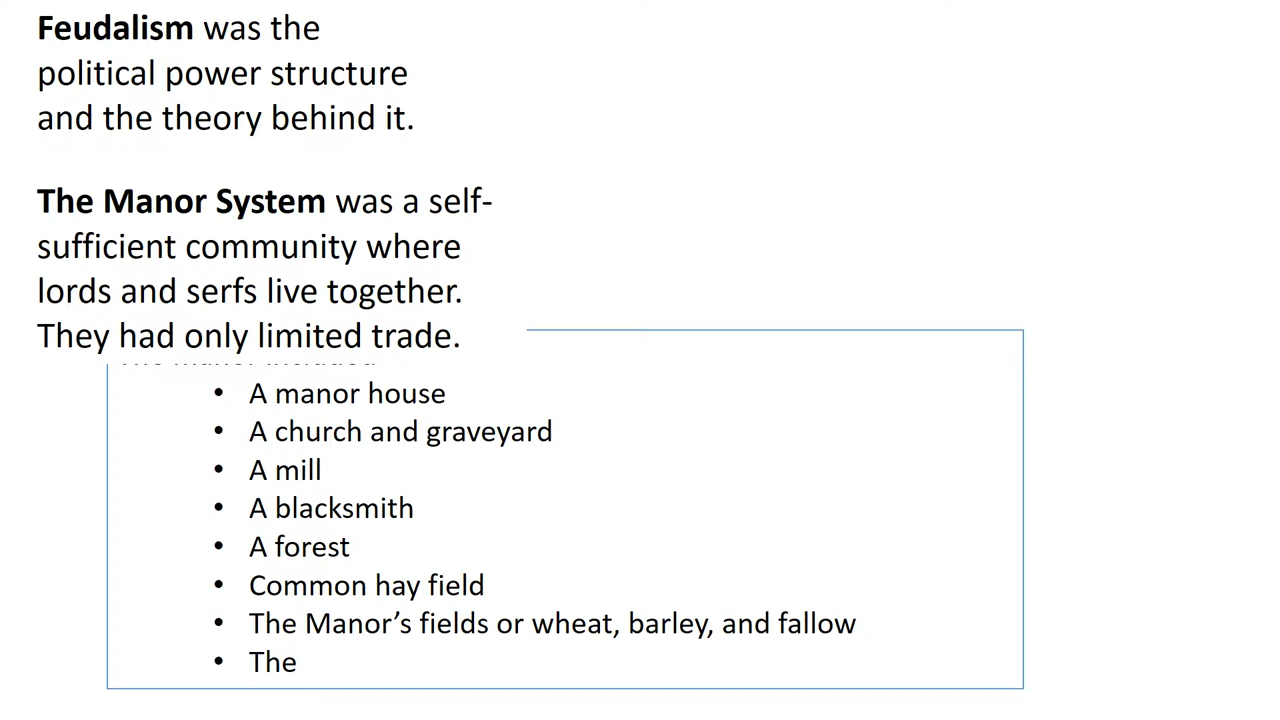 Feudalism was the
political power structure
and the theory behind it.
The Manor System was a self-
sufficient community where
lords and serfs live together.
They had only limited trade.
• A manor house
• A church and graveyard
• A mill
• A blacksmith
• A forest
• Common hay field
• The Manor’s fields or wheat, barley, and fallow
• The